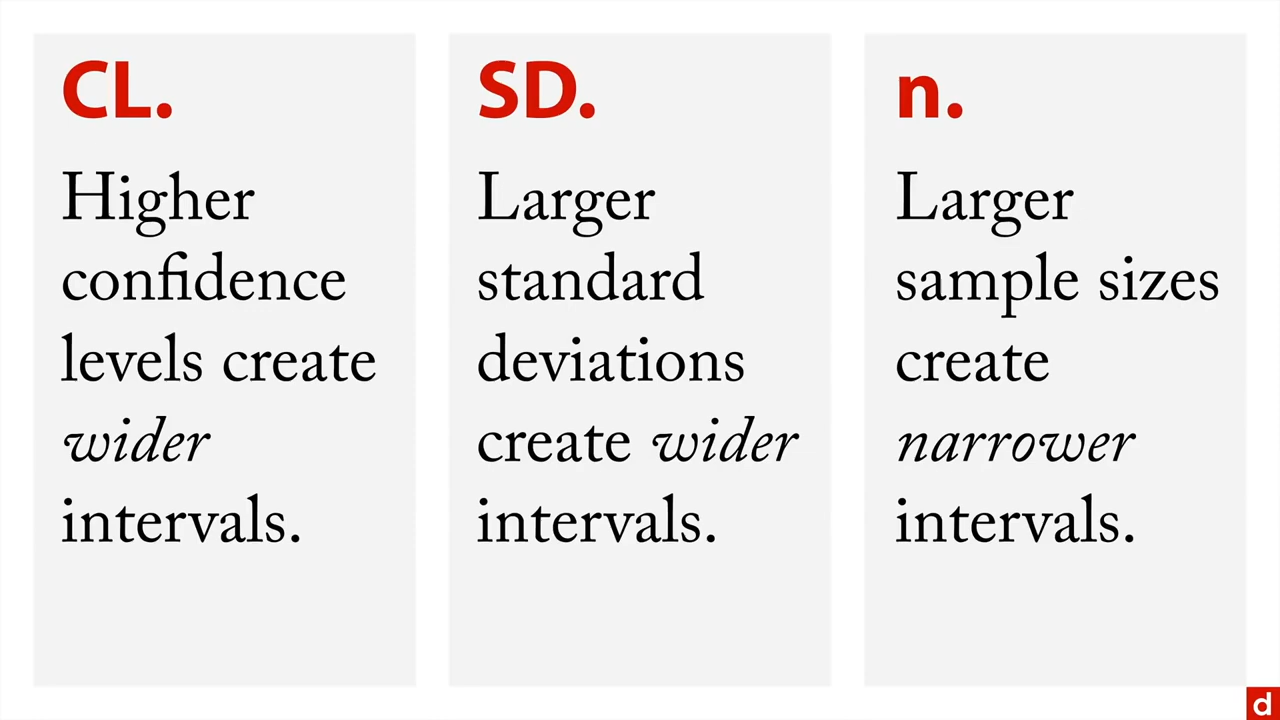 CL.
Higher
confidence
levels create
wider
intervals.
SD.
Larger
standard
deviations
create wider
intervals.
n.
Larger
sample sizes
create
narrower
intervals.
d